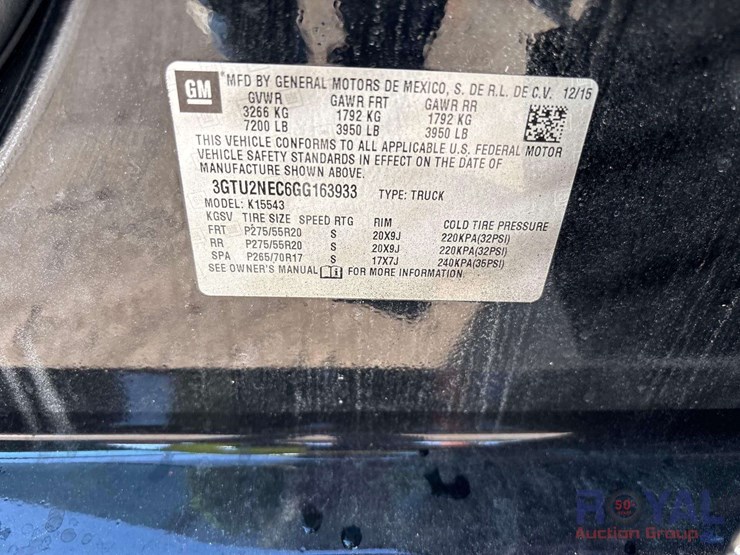 GM MFD BY GENERAL MOTORS DE MEXICO, S. DE R.L. DE C.V. 12/15
GVWR GAWR FRT GAWR RR
3266 KG 1792 KG 1792 KG
7200 LB 3950 LB 3950 LB
THIS VEHICLE CONFORMS TO ALL APPLICABLE U.S. FEDERAL MOTOR
VEHICLE SAFETY STANDARDS IN EFFECT ON THE DATE OF
MANUFACTURE SHOWN ABOVE.
3GTU2NEC6GG163933 TYPE: TRUCK
MODEL: K15543
KGSV TIRE SIZE SPEED RTG RIM COLD TIRE PRESSURE
FRT P275/55R20 S 20X9J 220KPA(32PSI)
RR P275/55R20 S 20X9J 220KPA(32PSI)
SPA P265/70R17 S 17X7J 240KPA(35PSI)
SEE OWNER'S MANUAL FOR MORE INFORMATION.
50
ROYAL
Auction Group